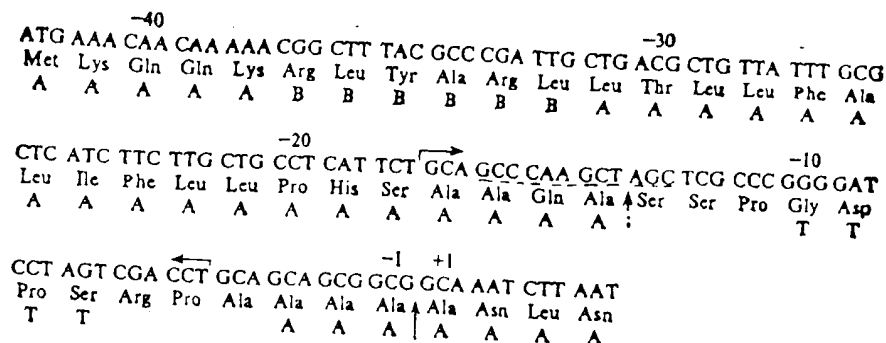 −40 −30
ATG AAA CAA CAA AAA CGG CTT TAC GCC CGA TTG CTG ACG CTG TTA TTT GCG
Met Lys Gln Gln Lys Arg Leu Tyr Ala Arg Leu Leu Thr Leu Leu Phe Ala
A A A A A B B B B B B A A A A A A
−20 −10
CTC ATC TTC TTG CTG CCT CAT TCT GCA GCC CAA GCT AGC TCG CCC GGG GAT
Leu Ile Phe Leu Leu Pro His Ser Ala Ala Gln Ala Ser Ser Pro Gly Asp
A A A A A A A A A A A A T T
−1 +1
CCT AGT CGA CCT GCA GCA GCG GCG GCA AAT CTT AAT
Pro Ser Arg Pro Ala Ala Ala Ala Ala Asn Leu Asn
T T A A A A A A A